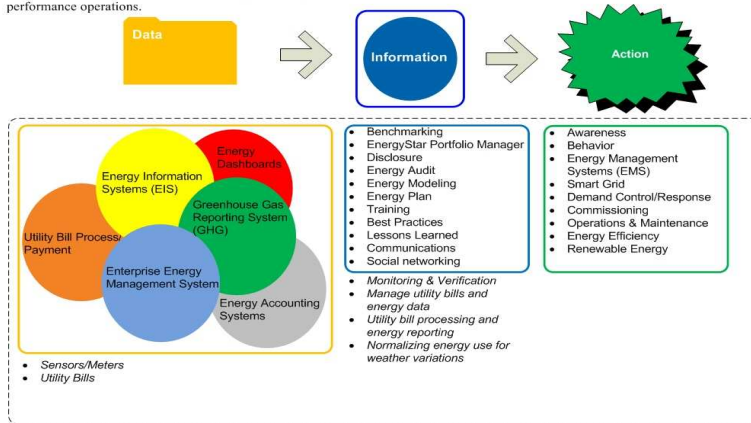 performance operations.
Data
Information
Action
Energy
Dashboards
Energy Information
Systems (EIS)
Greenhouse Gas
Reporting System
(GHG)
Utility Bill Process/
Payment
Enterprise Energy
Management System
Energy Accounting
Systems
• Sensors/Meters
• Utility Bills
• Benchmarking
• EnergyStar Portfolio Manager
• Disclosure
• Energy Audit
• Energy Modeling
• Energy Plan
• Training
• Best Practices
• Lessons Learned
• Communications
• Social networking
• Monitoring & Verification
• Manage utility bills and
energy data
• Utility bill processing and
energy reporting
• Normalizing energy use for
weather variations
• Awareness
• Behavior
• Energy Management
Systems (EMS)
• Smart Grid
• Demand Control/Response
• Commissioning
• Operations & Maintenance
• Energy Efficiency
• Renewable Energy